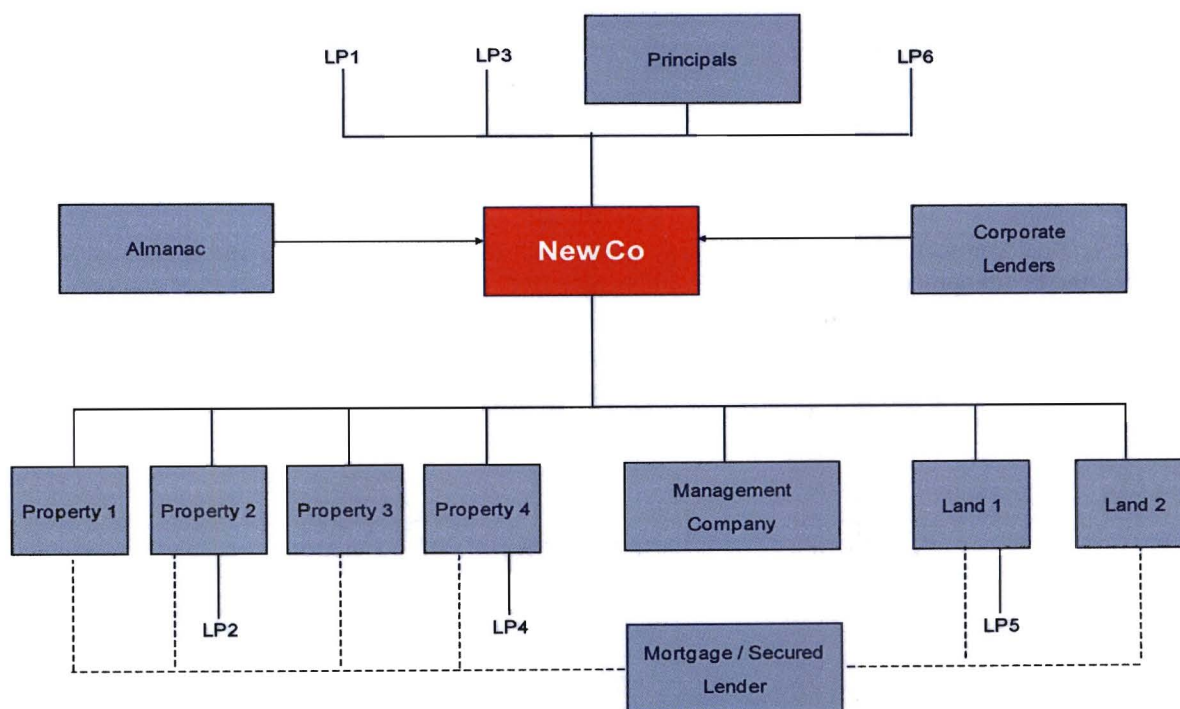 LP1
LP3
Principals
LP6
Almanac
New Co
Corporate
Lenders
Property 1
Property 2
Property 3
Property 4
Management
Company
Land 1
Land 2
LP2
LP4
LP5
Mortgage / Secured
Lender